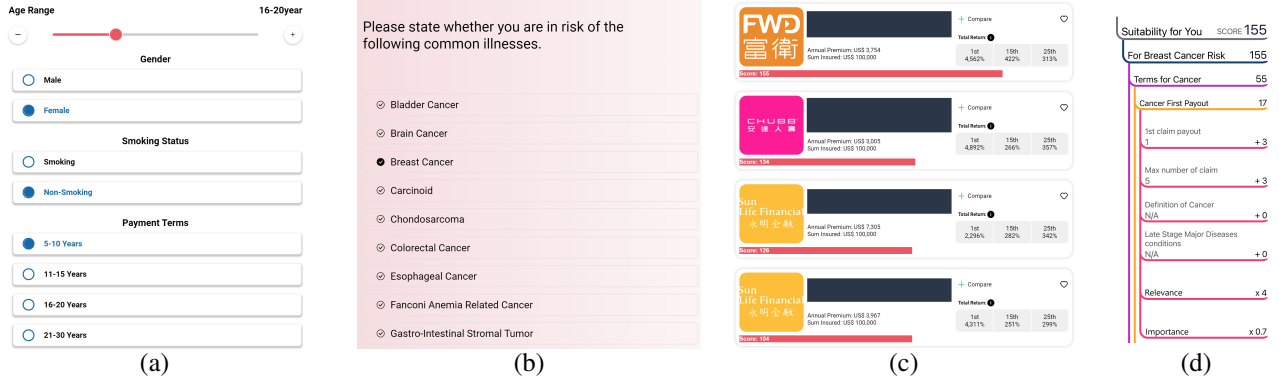 Age Range 16-20year
− +
Gender
Male
Female
Smoking Status
Smoking
Non-Smoking
Payment Terms
5-10 Years
11-15 Years
16-20 Years
21-30 Years
(a)
Please state whether you are in risk of the
following common illnesses.
Bladder Cancer
Brain Cancer
Breast Cancer
Carcinoid
Chondosarcoma
Colorectal Cancer
Esophageal Cancer
Fanconi Anemia Related Cancer
Gastro-Intestinal Stromal Tumor
(b)
FWD
富衛
+ Compare
Annual Premium: US$ 3,754
Sum Insured: US$ 100,000
Total Return: i
1st 15th 25th
4,562% 422% 313%
Score: 155
CHUBB
安達人壽
+ Compare
Annual Premium: US$ 3,005
Sum Insured: US$ 100,000
Total Return: i
1st 15th 25th
4,892% 266% 357%
Score: 134
Sun
Life Financial
永明金融
+ Compare
Annual Premium: US$ 7,305
Sum Insured: US$ 100,000
Total Return: i
1st 15th 25th
2,296% 282% 342%
Score: 126
Sun
Life Financial
永明金融
+ Compare
Annual Premium: US$ 3,967
Sum Insured: US$ 100,000
Total Return: i
1st 15th 25th
4,311% 251% 299%
Score: 104
(c)
Suitability for You SCORE 155
For Breast Cancer Risk 155
Terms for Cancer 55
Cancer First Payout 17
1st claim payout
1 + 3
Max number of claim
5 + 3
Definition of Cancer
N/A + 0
Late Stage Major Diseases
conditions
N/A + 0
Relevance x 4
Importance x 0.7
(d)